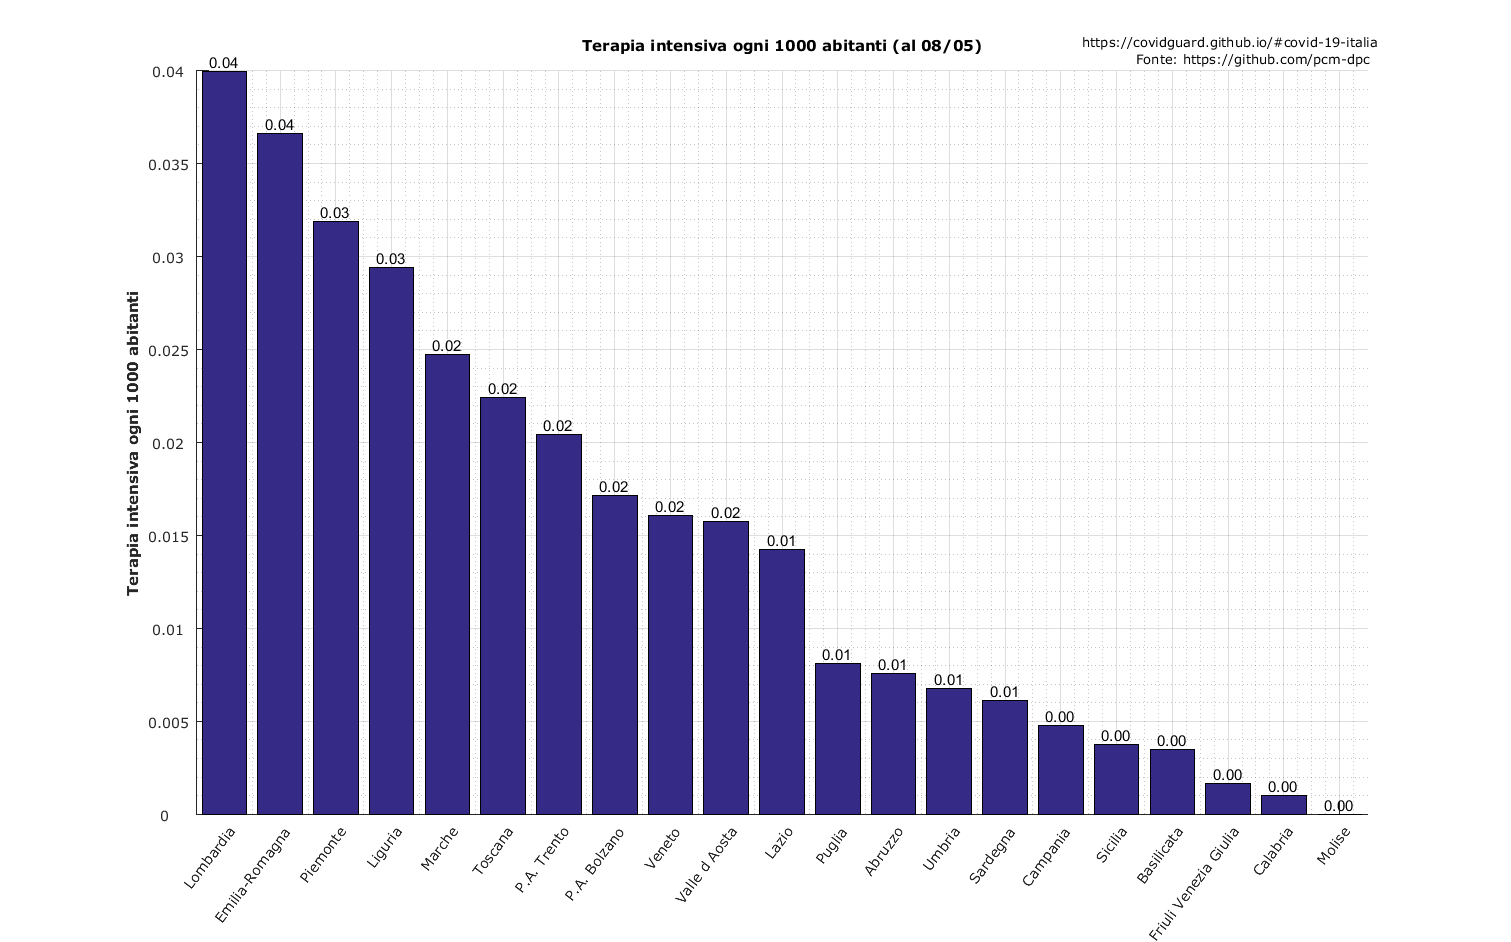 Terapia intensiva ogni 1000 abitanti (al 08/05)
https://covidguard.github.io/#covid-19-italia
Fonte: https://github.com/pcm-dpc
Terapia intensiva ogni 1000 abitanti
0.04
0.035
0.03
0.025
0.02
0.015
0.01
0.005
0
0.04
0.04
0.03
0.03
0.02
0.02
0.02
0.02
0.02
0.02
0.01
0.01
0.01
0.01
0.01
0.00
0.00
0.00
0.00
0.00
0.00
Lombardia
Emilia-Romagna
Piemonte
Liguria
Marche
Toscana
P.A. Trento
P.A. Bolzano
Veneto
Valle d Aosta
Lazio
Puglia
Abruzzo
Umbria
Sardegna
Campania
Sicilia
Basilicata
Friuli Venezia Giulia
Calabria
Molise